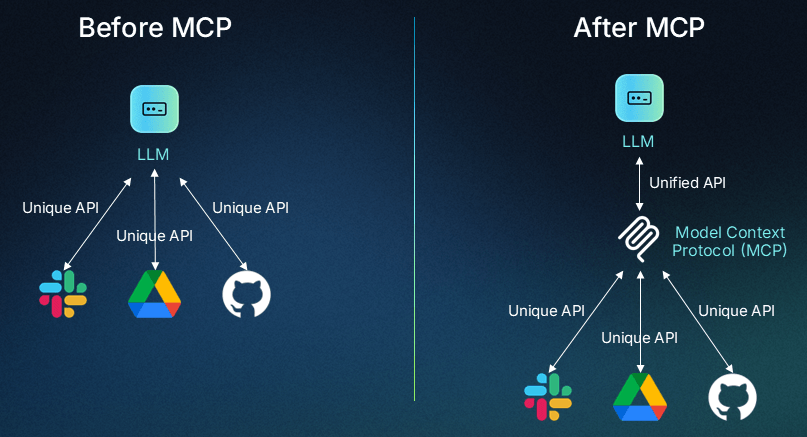 Before MCP
LLM
Unique API
Unique API
Unique API
After MCP
LLM
Unified API
Model Context
Protocol (MCP)
Unique API
Unique API
Unique API